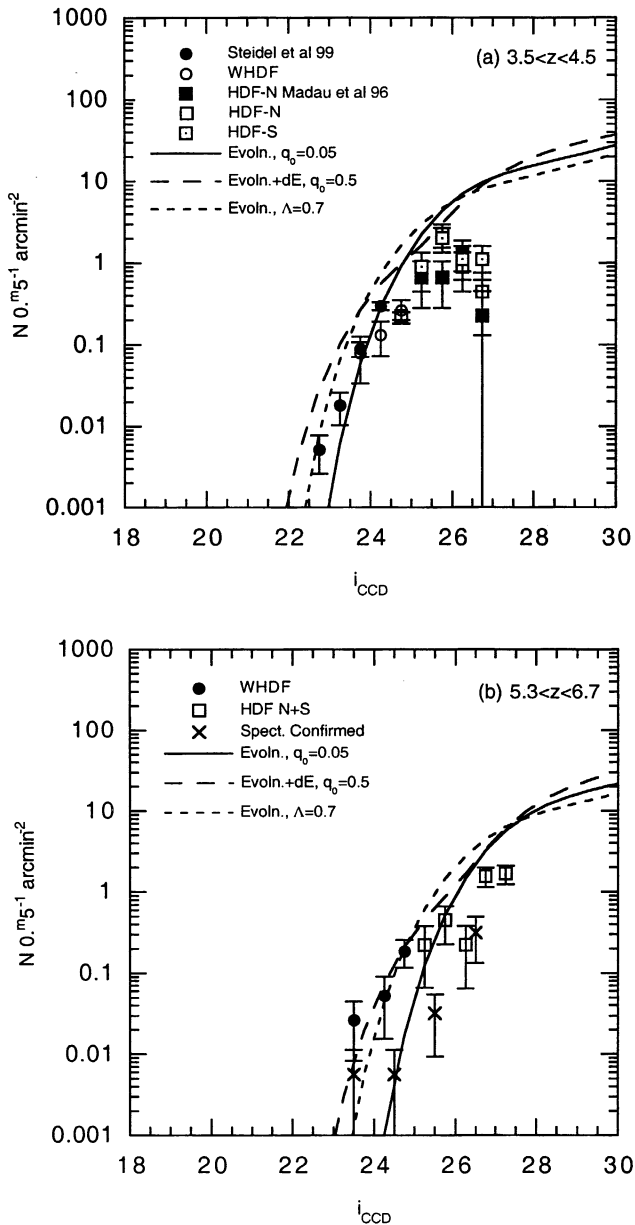 1000
100
10
1
0.1
0.01
0.001
N 0.ᵐ5⁻¹ arcmin⁻²
Steidel et al 99
WHDF
HDF-N Madau et al 96
HDF-N
HDF-S
Evoln., q₀=0.05
Evoln.+dE, q₀=0.5
Evoln., Λ=0.7
(a) 3.5<z<4.5
18 20 22 24 26 28 30
i_CCD
1000
100
10
1
0.1
0.01
0.001
N 0.ᵐ5⁻¹ arcmin⁻²
WHDF
HDF N+S
Spect. Confirmed
Evoln., q₀=0.05
Evoln.+dE, q₀=0.5
Evoln., Λ=0.7
(b) 5.3<z<6.7
18 20 22 24 26 28 30
i_CCD